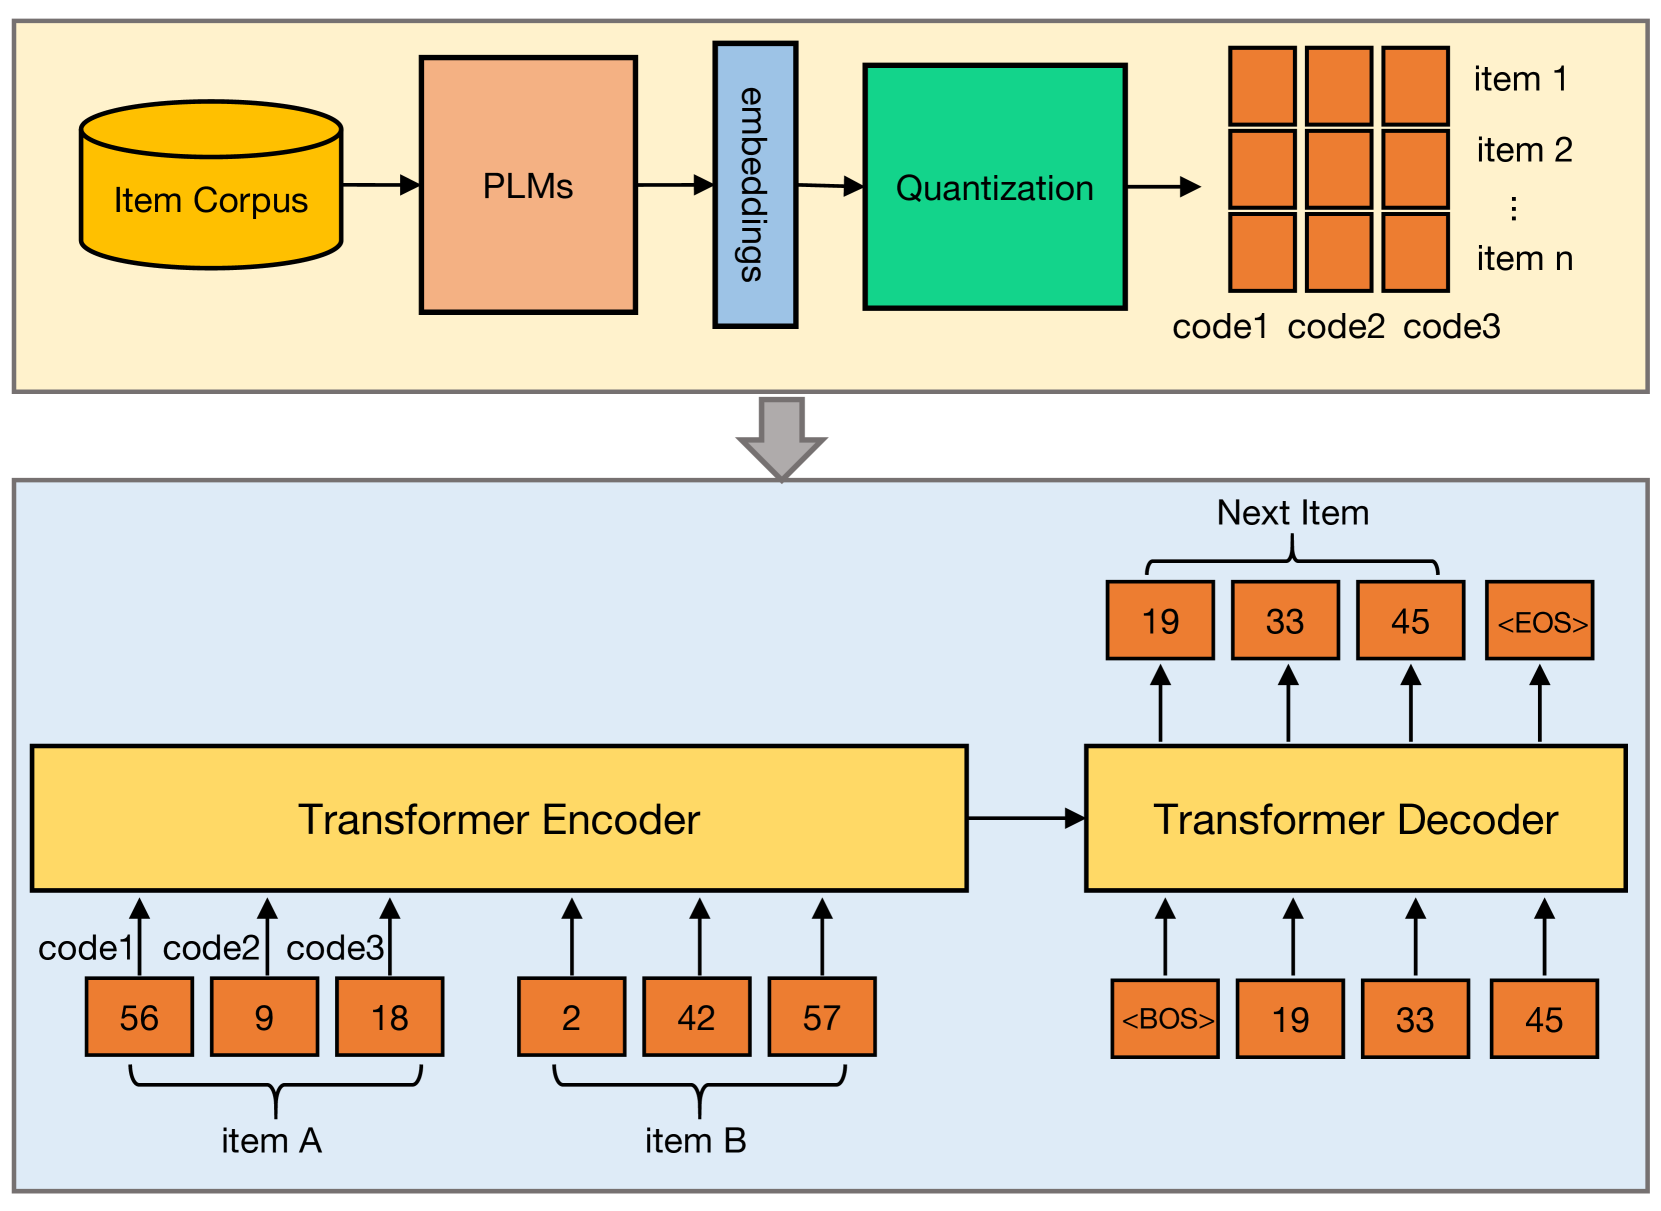 Item Corpus
PLMs
embeddings
Quantization
item 1
item 2
⋮
item n
code1 code2 code3
Next Item
19 33 45 <EOS>
Transformer Encoder
Transformer Decoder
code1 code2 code3
56 9 18 2 42 57
<BOS> 19 33 45
item A
item B